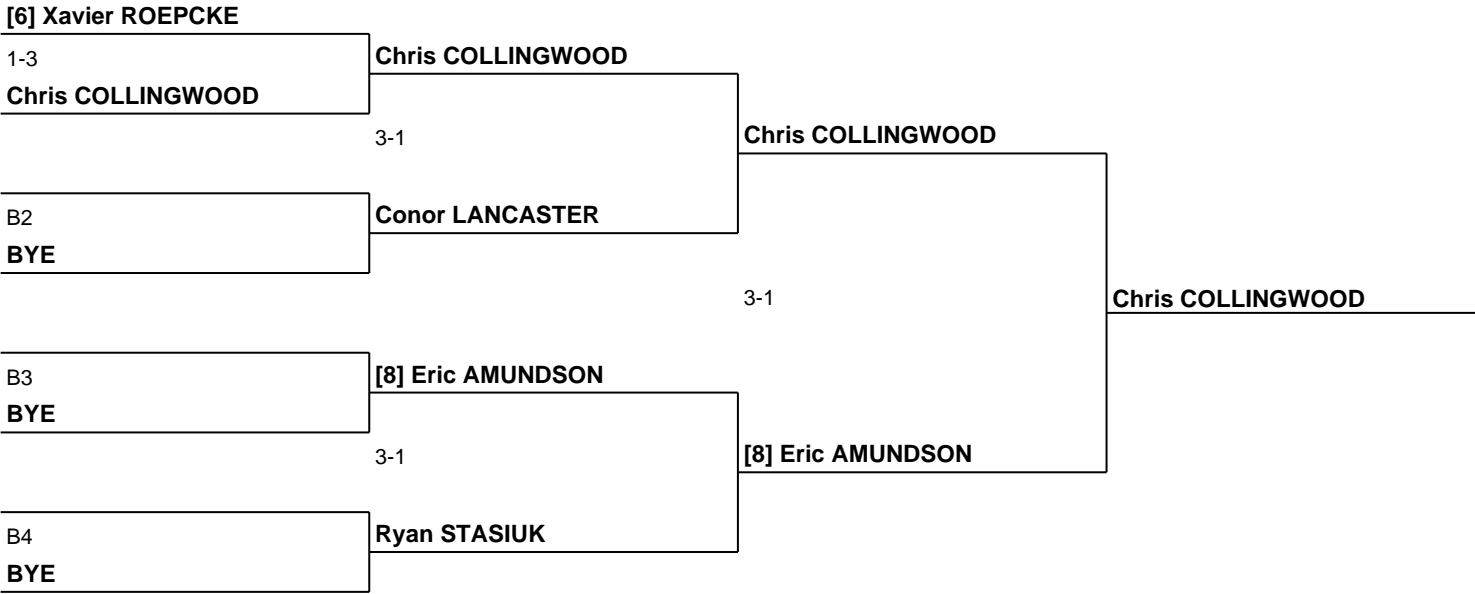 [6] Xavier ROEPCKE
1-3
Chris COLLINGWOOD
Chris COLLINGWOOD
3-1
Chris COLLINGWOOD
B2
BYE
Conor LANCASTER
3-1
Chris COLLINGWOOD
B3
BYE
[8] Eric AMUNDSON
3-1
[8] Eric AMUNDSON
B4
BYE
Ryan STASIUK